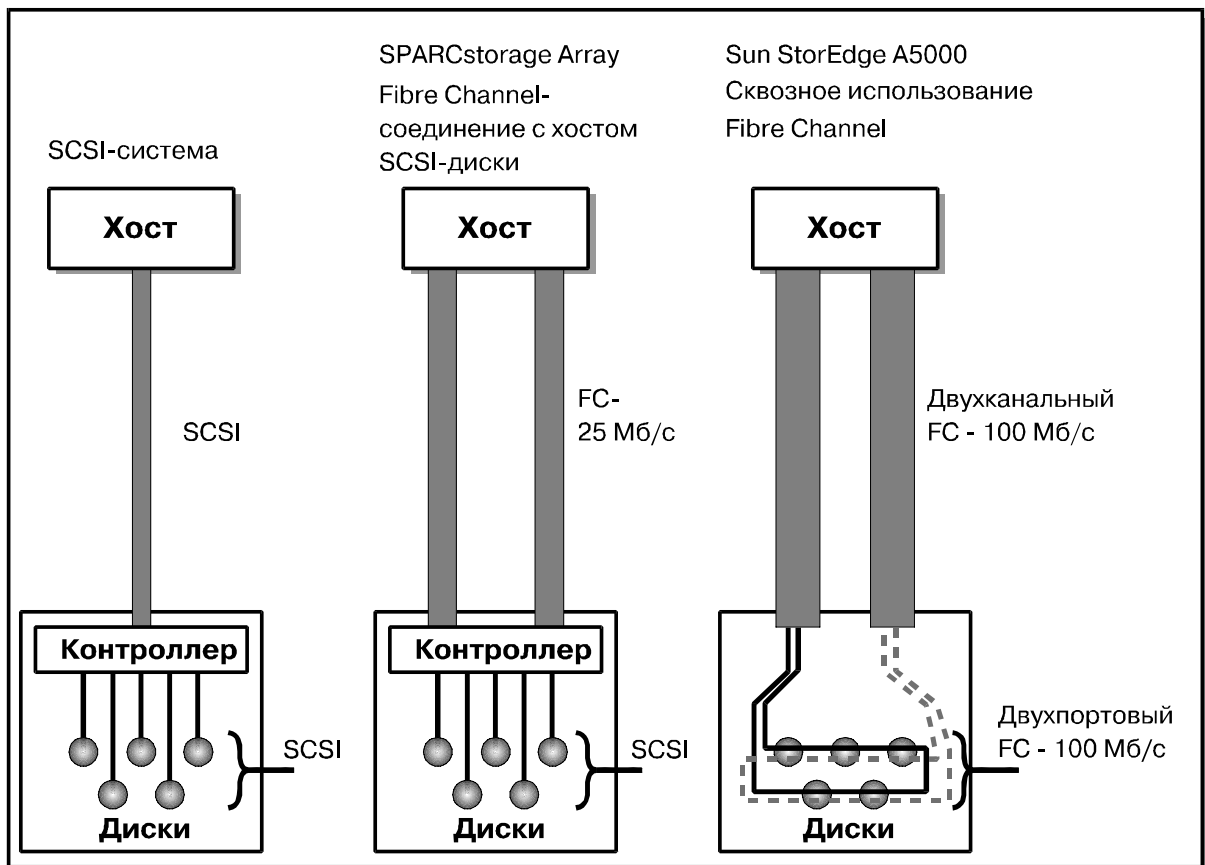 SCSI-система
Хост
SCSI
Контроллер
SCSI
Диски
SPARCstorage Array
Fibre Channel-
соединение с хостом
SCSI-диски
Хост
FC-
25 Мб/с
Контроллер
SCSI
Диски
Sun StorEdge A5000
Сквозное использование
Fibre Channel
Хост
Двухканальный
FC - 100 Мб/с
Двухпортовый
FC - 100 Мб/с
Диски